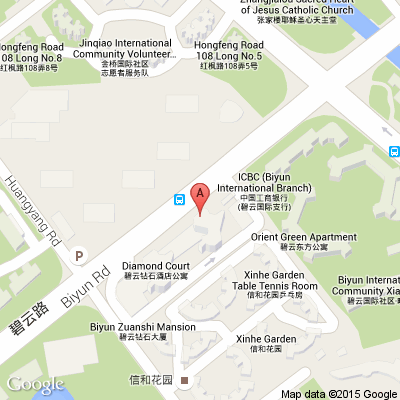 Zhangjialou Sacred Heart
of Jesus Catholic Church
张家楼耶稣圣心天主堂
Hongfeng Road
108 Long No.8
红枫路108弄8号
Jinqiao International
Community Volunteer...
金桥国际社区
志愿者服务队
Hongfeng Road
108 Long No.5
红枫路108弄5号
Huangyang Rd
A
ICBC (Biyun
International Branch)
中国工商银行
(碧云国际支行)
P
Orient Green Apartment
碧云东方公寓
Diamond Court
碧云钻石酒店公寓
Biyun Rd
碧云路
Xinhe Garden
Table Tennis Room
信和花园乒乓房
Biyun Internat
Community Xia
碧云国际社区
Biyun Zuanshi Mansion
碧云钻石大厦
Xinhe Garden
信和花园
信和花园
Google
Map data ©2015 Google